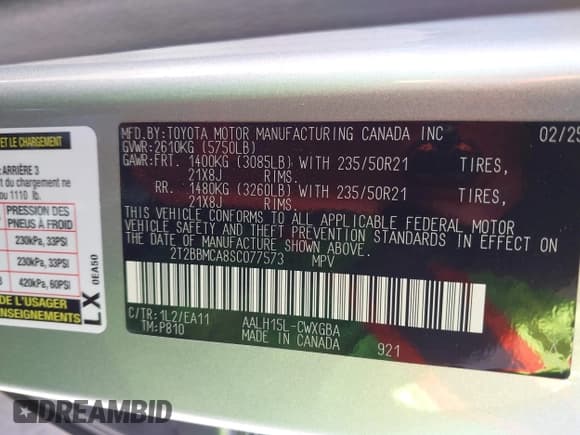 ET LE CHARGEMENT
ARRIÈRE 3
du chargement ne
ou 1110 lb.
PRESSION DES
PNEUS À FROID
230kPa, 33PSI
230kPa, 33PSI
420kPa, 60PSI
DE L'USAGER
RENSEIGNEMENTS
LX
0EA50
MFD.BY:TOYOTA MOTOR MANUFACTURING CANADA INC 02/25
GVWR:2610KG (5750LB)
GAWR:FRT. 1400KG (3085LB) WITH 235/50R21 TIRES,
21X8J RIMS.
RR. 1480KG (3260LB) WITH 235/50R21 TIRES,
21X8J RIMS.
THIS VEHICLE CONFORMS TO ALL APPLICABLE FEDERAL MOTOR
VEHICLE SAFETY AND THEFT PREVENTION STANDARDS IN EFFECT ON
THE DATE OF MANUFACTURE SHOWN ABOVE.
2T2BBMCA8SC077573 MPV
C/TR:1L2/EA11 AALH15L-CWXGBA
TM:P810 MADE IN CANADA 921
DREAMBID